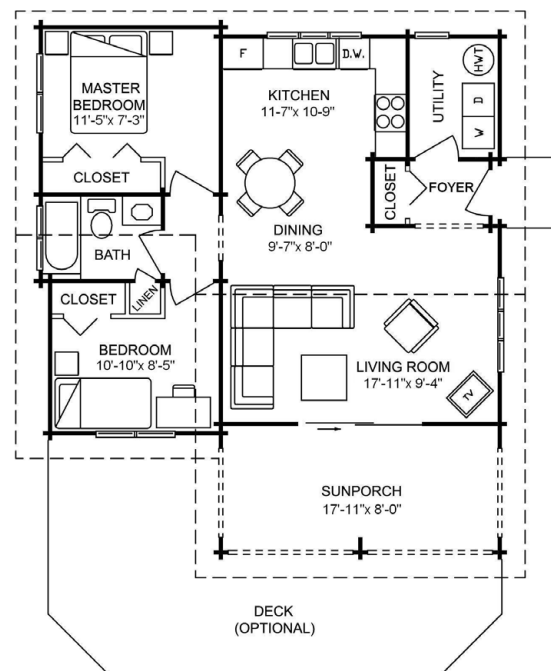 F
D.W.
HWT
MASTER
BEDROOM
11'-5"x 7'-3"
KITCHEN
11'-7"x 10'-9"
UTILITY
D
W
CLOSET
CLOSET
FOYER
DINING
9'-7"x 8'-0"
BATH
CLOSET
LINEN
BEDROOM
10'-10"x 8'-5"
LIVING ROOM
17'-11"x 9'-4"
TV
SUNPORCH
17'-11"x 8'-0"
DECK
(OPTIONAL)